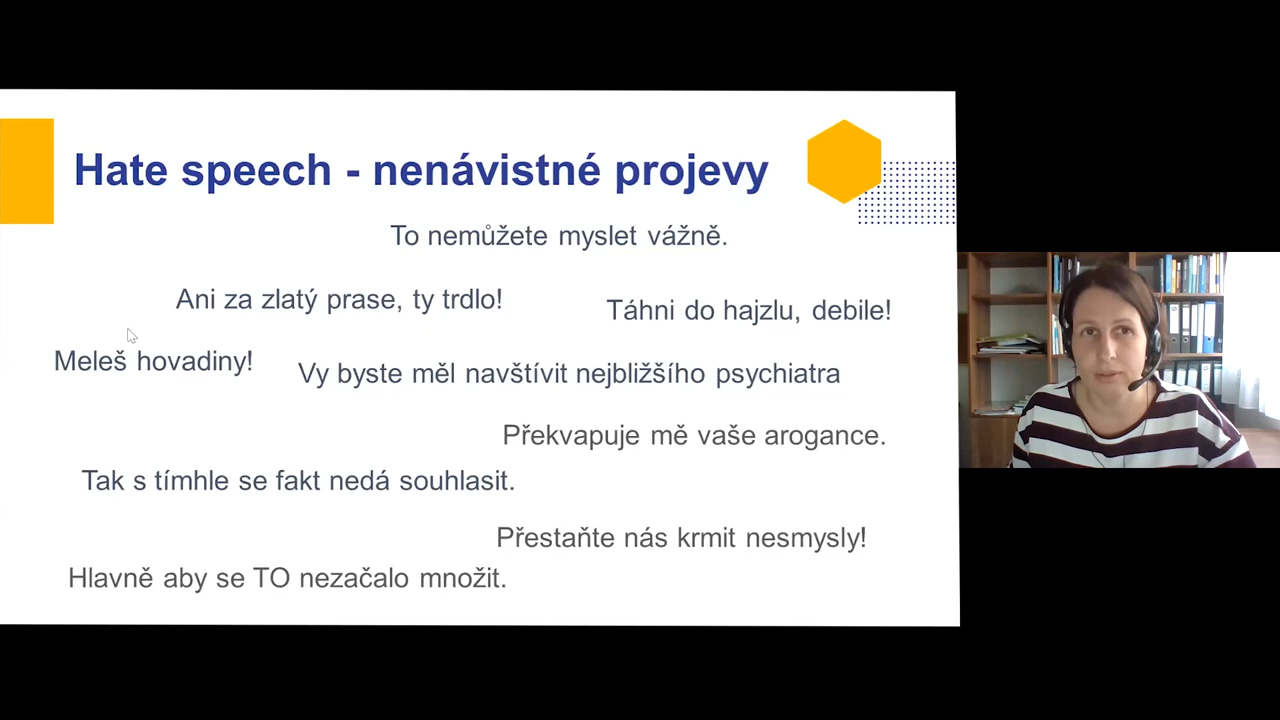 Hate speech - nenávistné projevy
To nemůžete myslet vážně.
Ani za zlatý prase, ty trdlo!
Táhni do hajzlu, debile!
Meleš hovadiny!
Vy byste měl navštívit nejbližšího psychiatra
Překvapuje mě vaše arogance.
Tak s tímhle se fakt nedá souhlasit.
Přestaňte nás krmit nesmysly!
Hlavně aby se TO nezačalo množit.